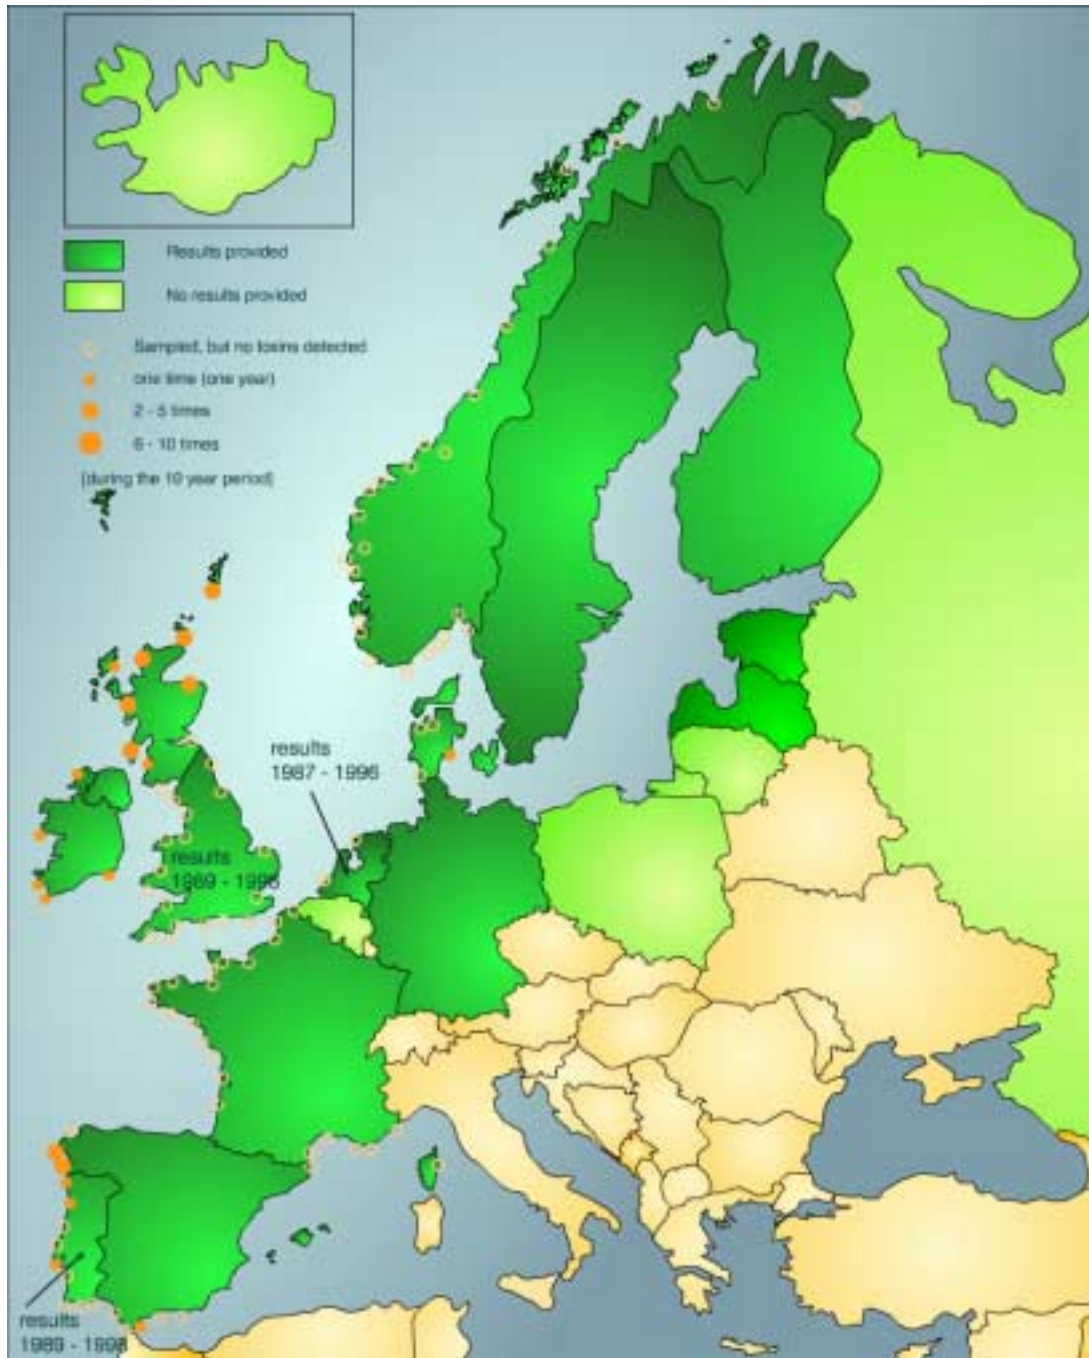 Results provided
No results provided
Sampled, but no toxins detected
one time (one year)
2 - 5 times
6 - 10 times
(during the 10 year period)
results
1987 - 1996
results
1989 - 1998
results
1989 - 1998